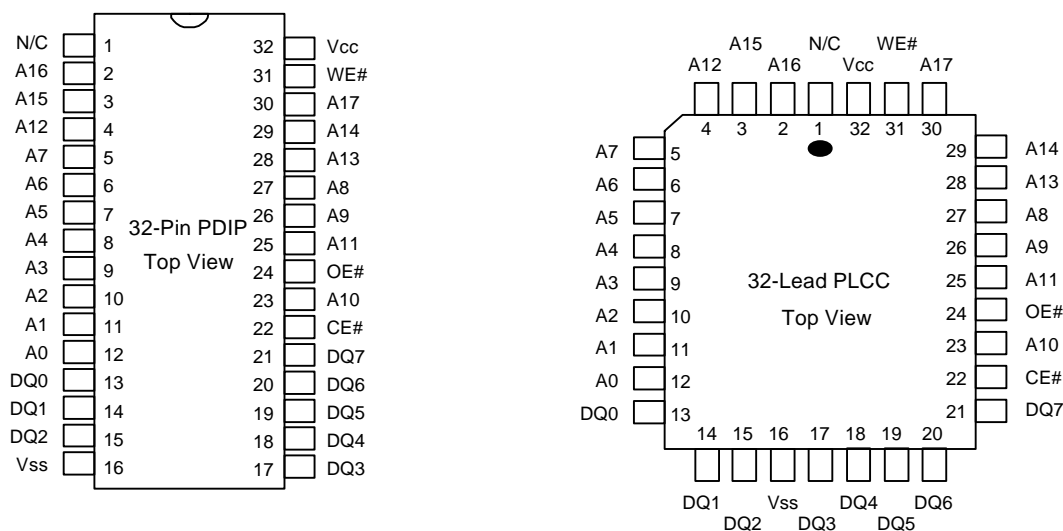 N/C 1 32 Vcc
A16 2 31 WE#
A15 3 30 A17
A12 4 29 A14
A7 5 28 A13
A6 6 27 A8
A5 7 26 A9
A4 8 25 A11
A3 9 24 OE#
A2 10 23 A10
A1 11 22 CE#
A0 12 21 DQ7
DQ0 13 20 DQ6
DQ1 14 19 DQ5
DQ2 15 18 DQ4
Vss 16 17 DQ3
32-Pin PDIP
Top View
A15 N/C WE#
A12 A16 Vcc A17
4 3 2 1 32 31 30
A7 5 29 A14
A6 6 28 A13
A5 7 27 A8
A4 8 26 A9
A3 9 25 A11
A2 10 24 OE#
A1 11 23 A10
A0 12 22 CE#
DQ0 13 21 DQ7
32-Lead PLCC
Top View
14 15 16 17 18 19 20
DQ1 Vss DQ4 DQ6
DQ2 DQ3 DQ5